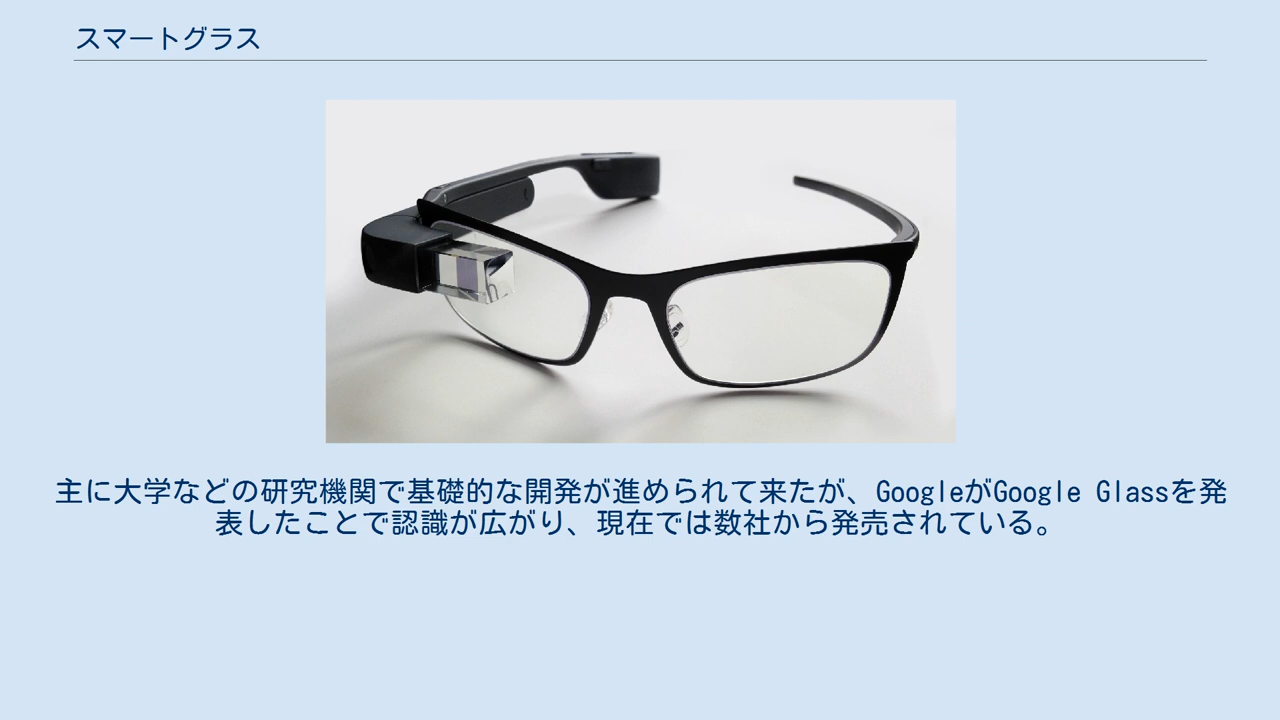 スマートグラス
主に大学などの研究機関で基礎的な開発が進められて来たが、GoogleがGoogle Glassを発
表したことで認識が広がり、現在では数社から発売されている。